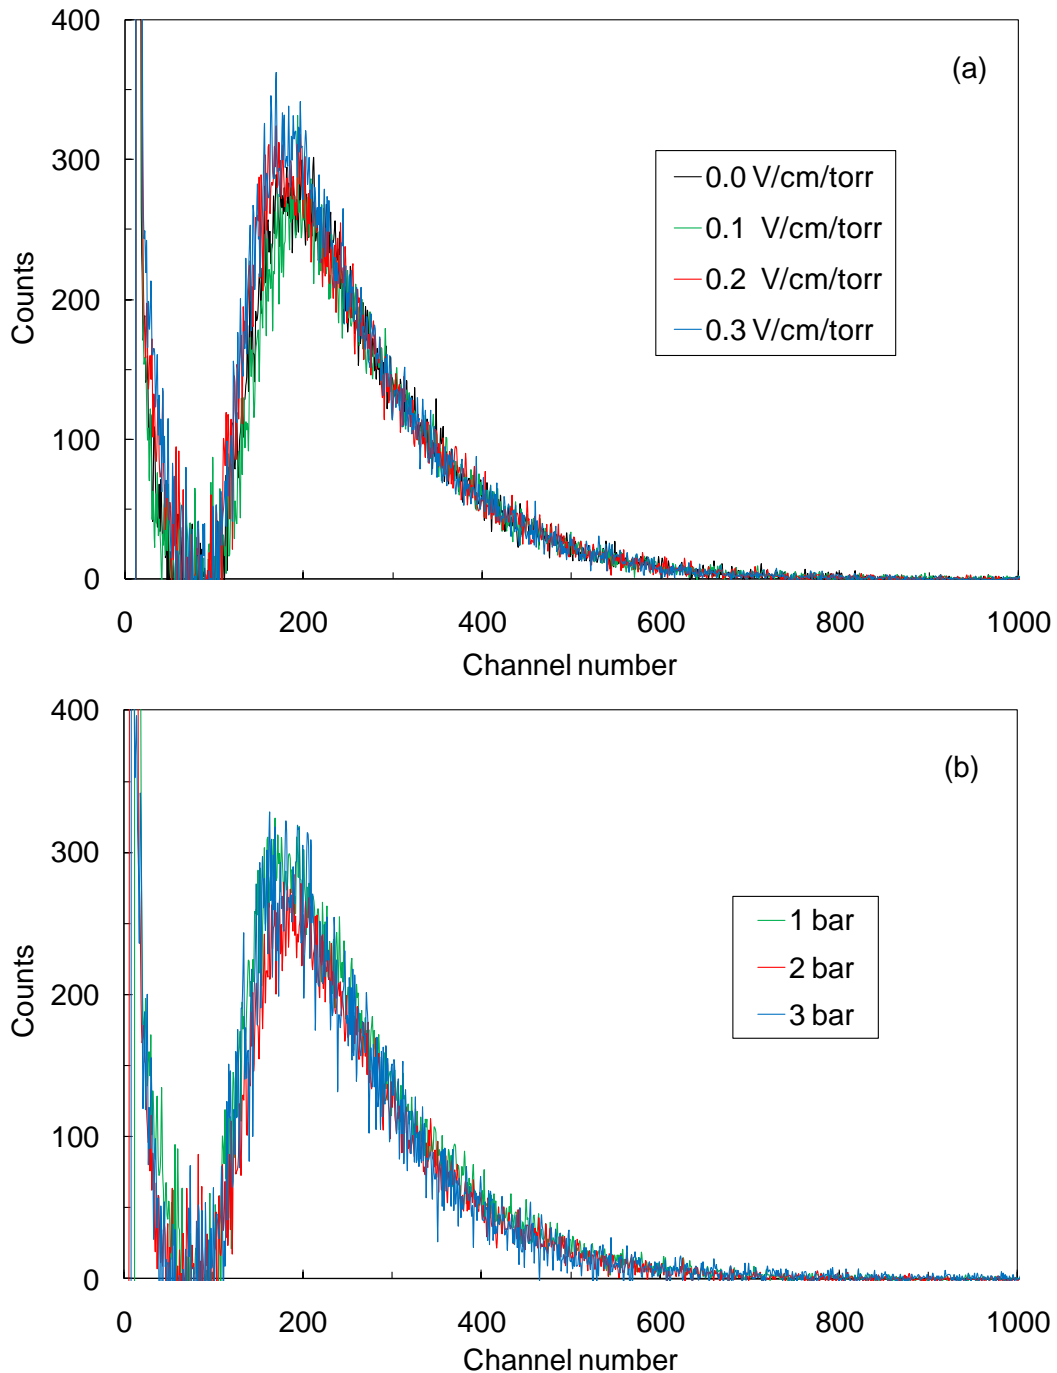 400
(a)
300
0.0 V/cm/torr
0.1 V/cm/torr
0.2 V/cm/torr
0.3 V/cm/torr
Counts
200
100
0
0 200 400 600 800 1000
Channel number
400
(b)
300
1 bar
2 bar
3 bar
Counts
200
100
0
0 200 400 600 800 1000
Channel number